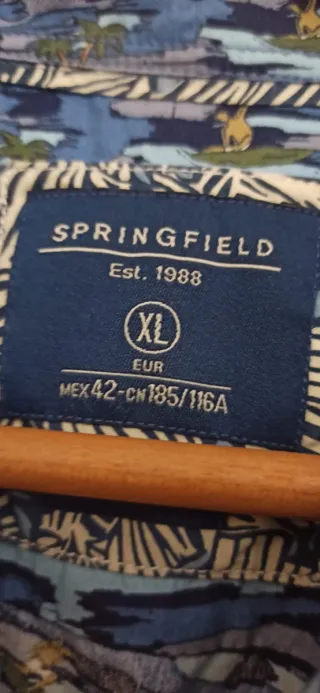 SPRINGFIELD
Est. 1988
XL
EUR
MEX 42-CN 185/116A